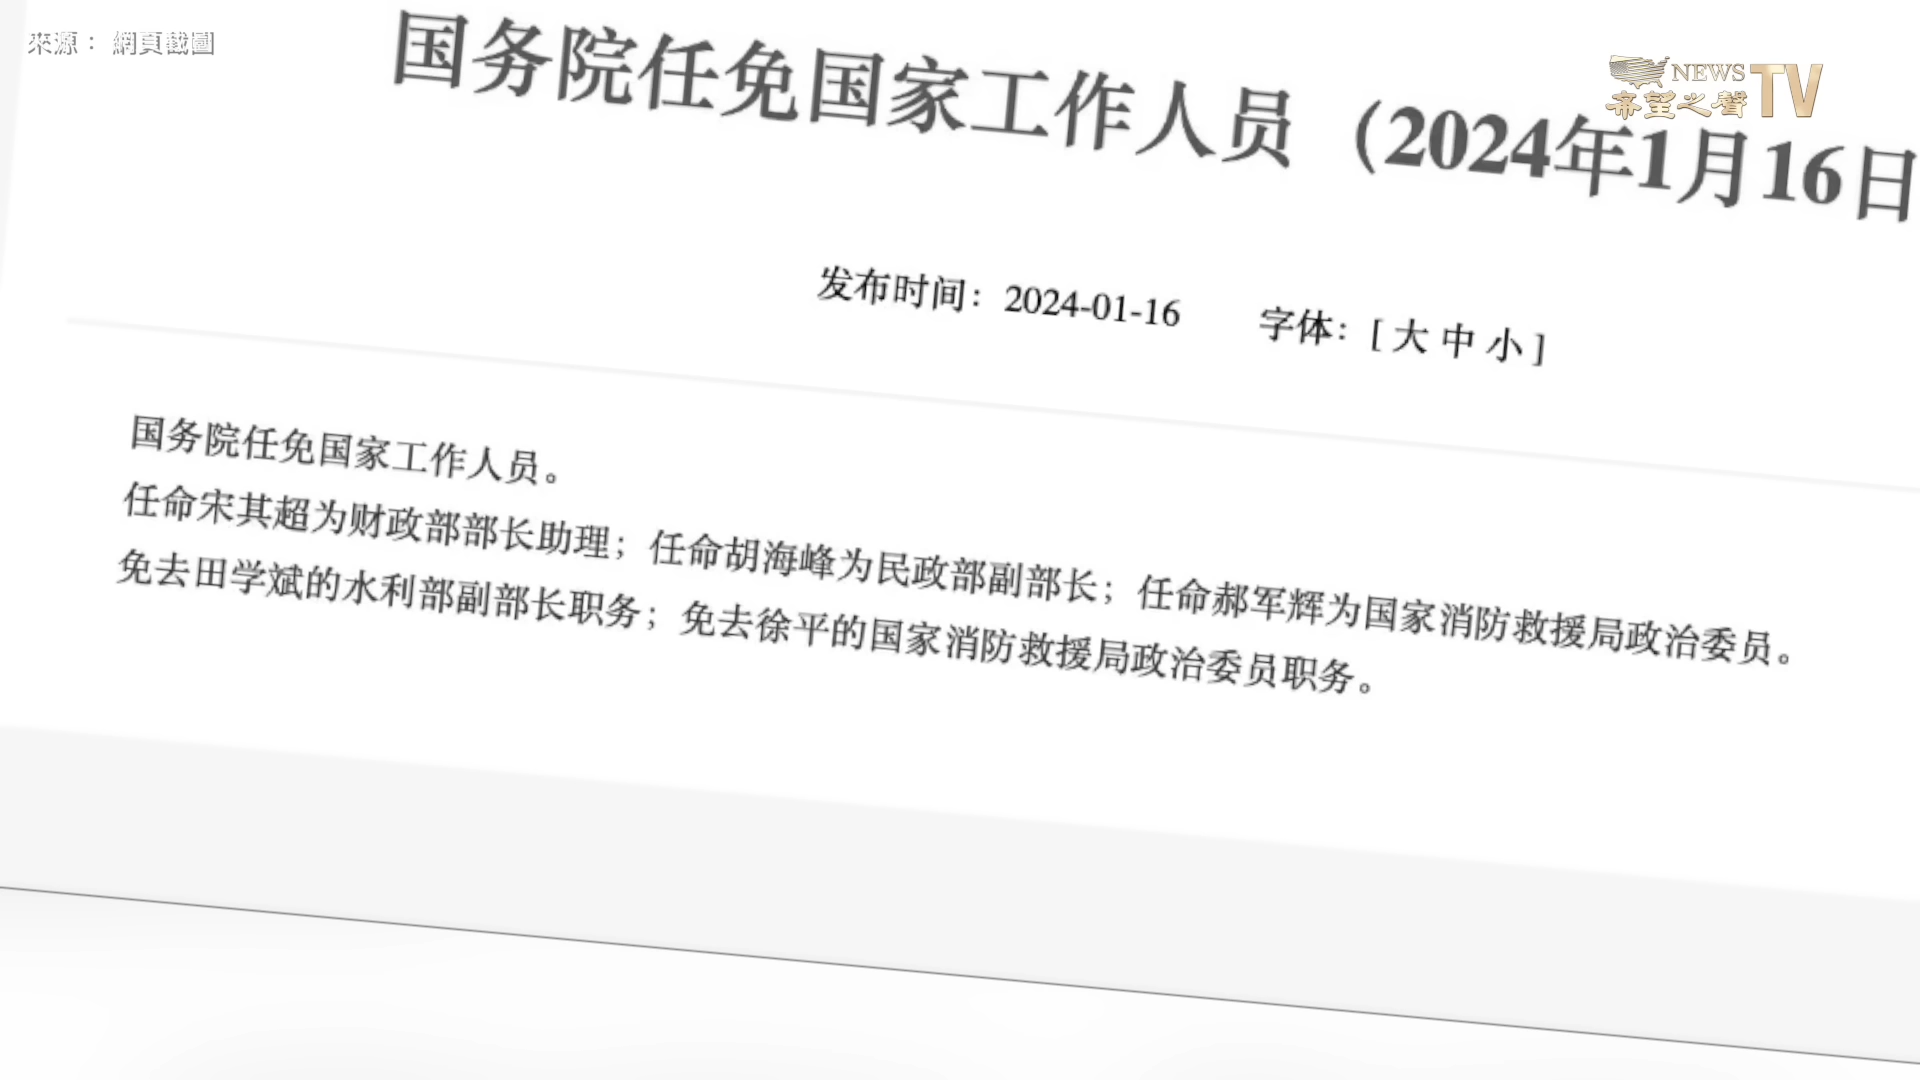 來源： 網頁截圖
NEWS
希望之聲TV
国务院任免国家工作人员（2024年1月16日
发布时间：2024-01-16 字体：[ 大 中 小 ]
国务院任免国家工作人员。
任命宋其超为财政部部长助理；任命胡海峰为民政部副部长；任命郝军辉为国家消防救援局政治委员。
免去田学斌的水利部副部长职务；免去徐平的国家消防救援局政治委员职务。